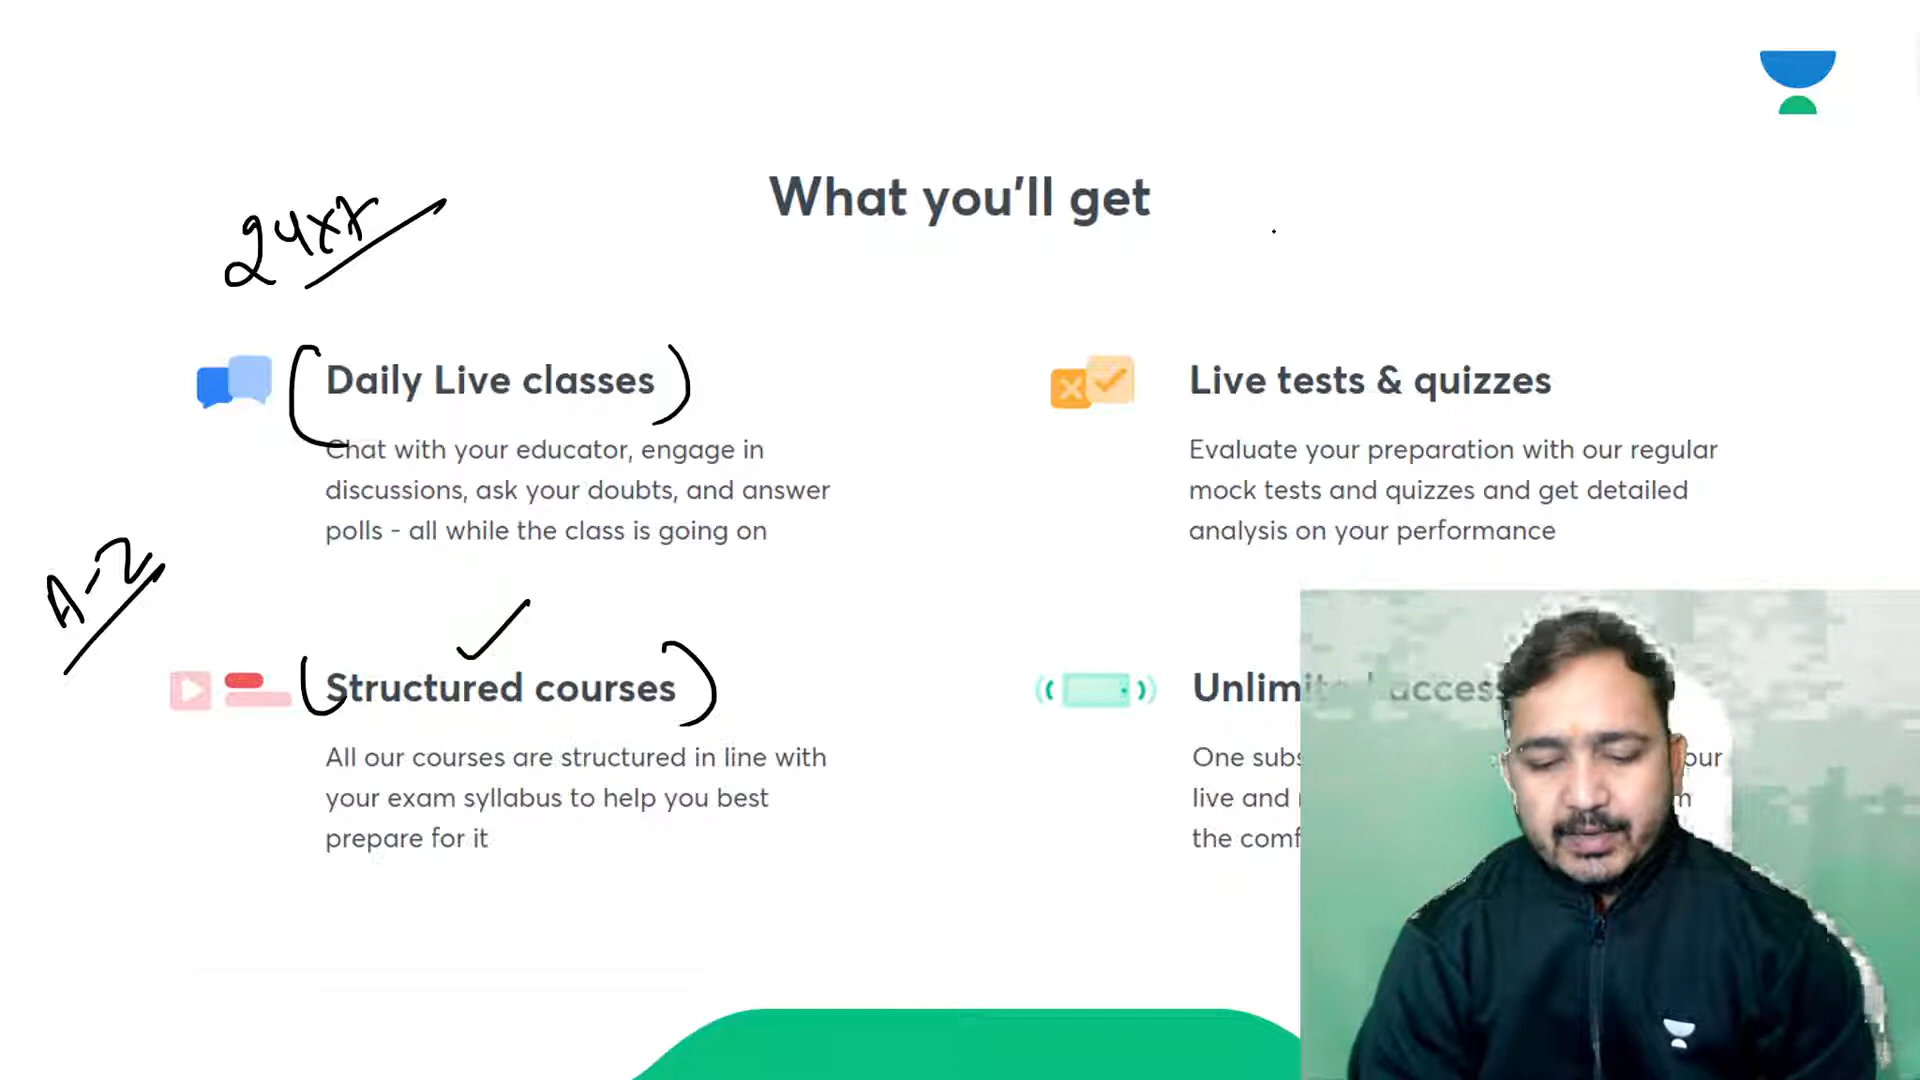 What you'll get
24x7
Daily Live classes
Chat with your educator, engage in
discussions, ask your doubts, and answer
polls - all while the class is going on
Live tests & quizzes
Evaluate your preparation with our regular
mock tests and quizzes and get detailed
analysis on your performance
A-Z
Structured courses
All our courses are structured in line with
your exam syllabus to help you best
prepare for it
Unlimited access
One
live and
the